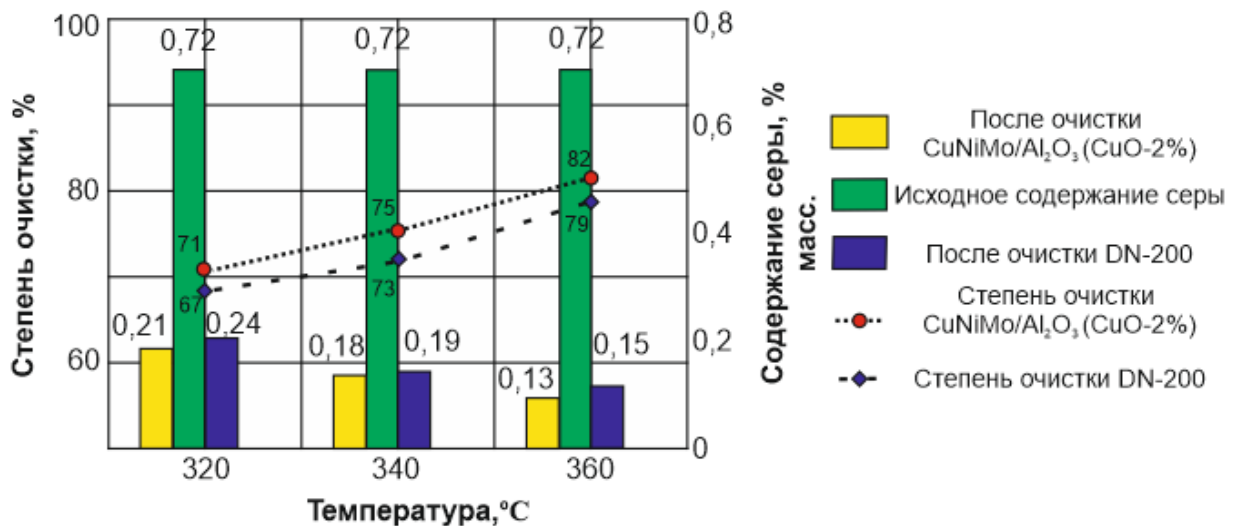 100
80
60
Степень очистки, %
0,72
0,72
0,72
71
67
75
73
82
79
0,21
0,24
0,18
0,19
0,13
0,15
0,8
0,6
0,4
0,2
0
Содержание серы, %
масс.
320
340
360
Температура,°C
После очистки
CuNiMo/Al₂O₃ (CuO-2%)
Исходное содержание серы
После очистки DN-200
Степень очистки
CuNiMo/Al₂O₃ (CuO-2%)
Степень очистки DN-200